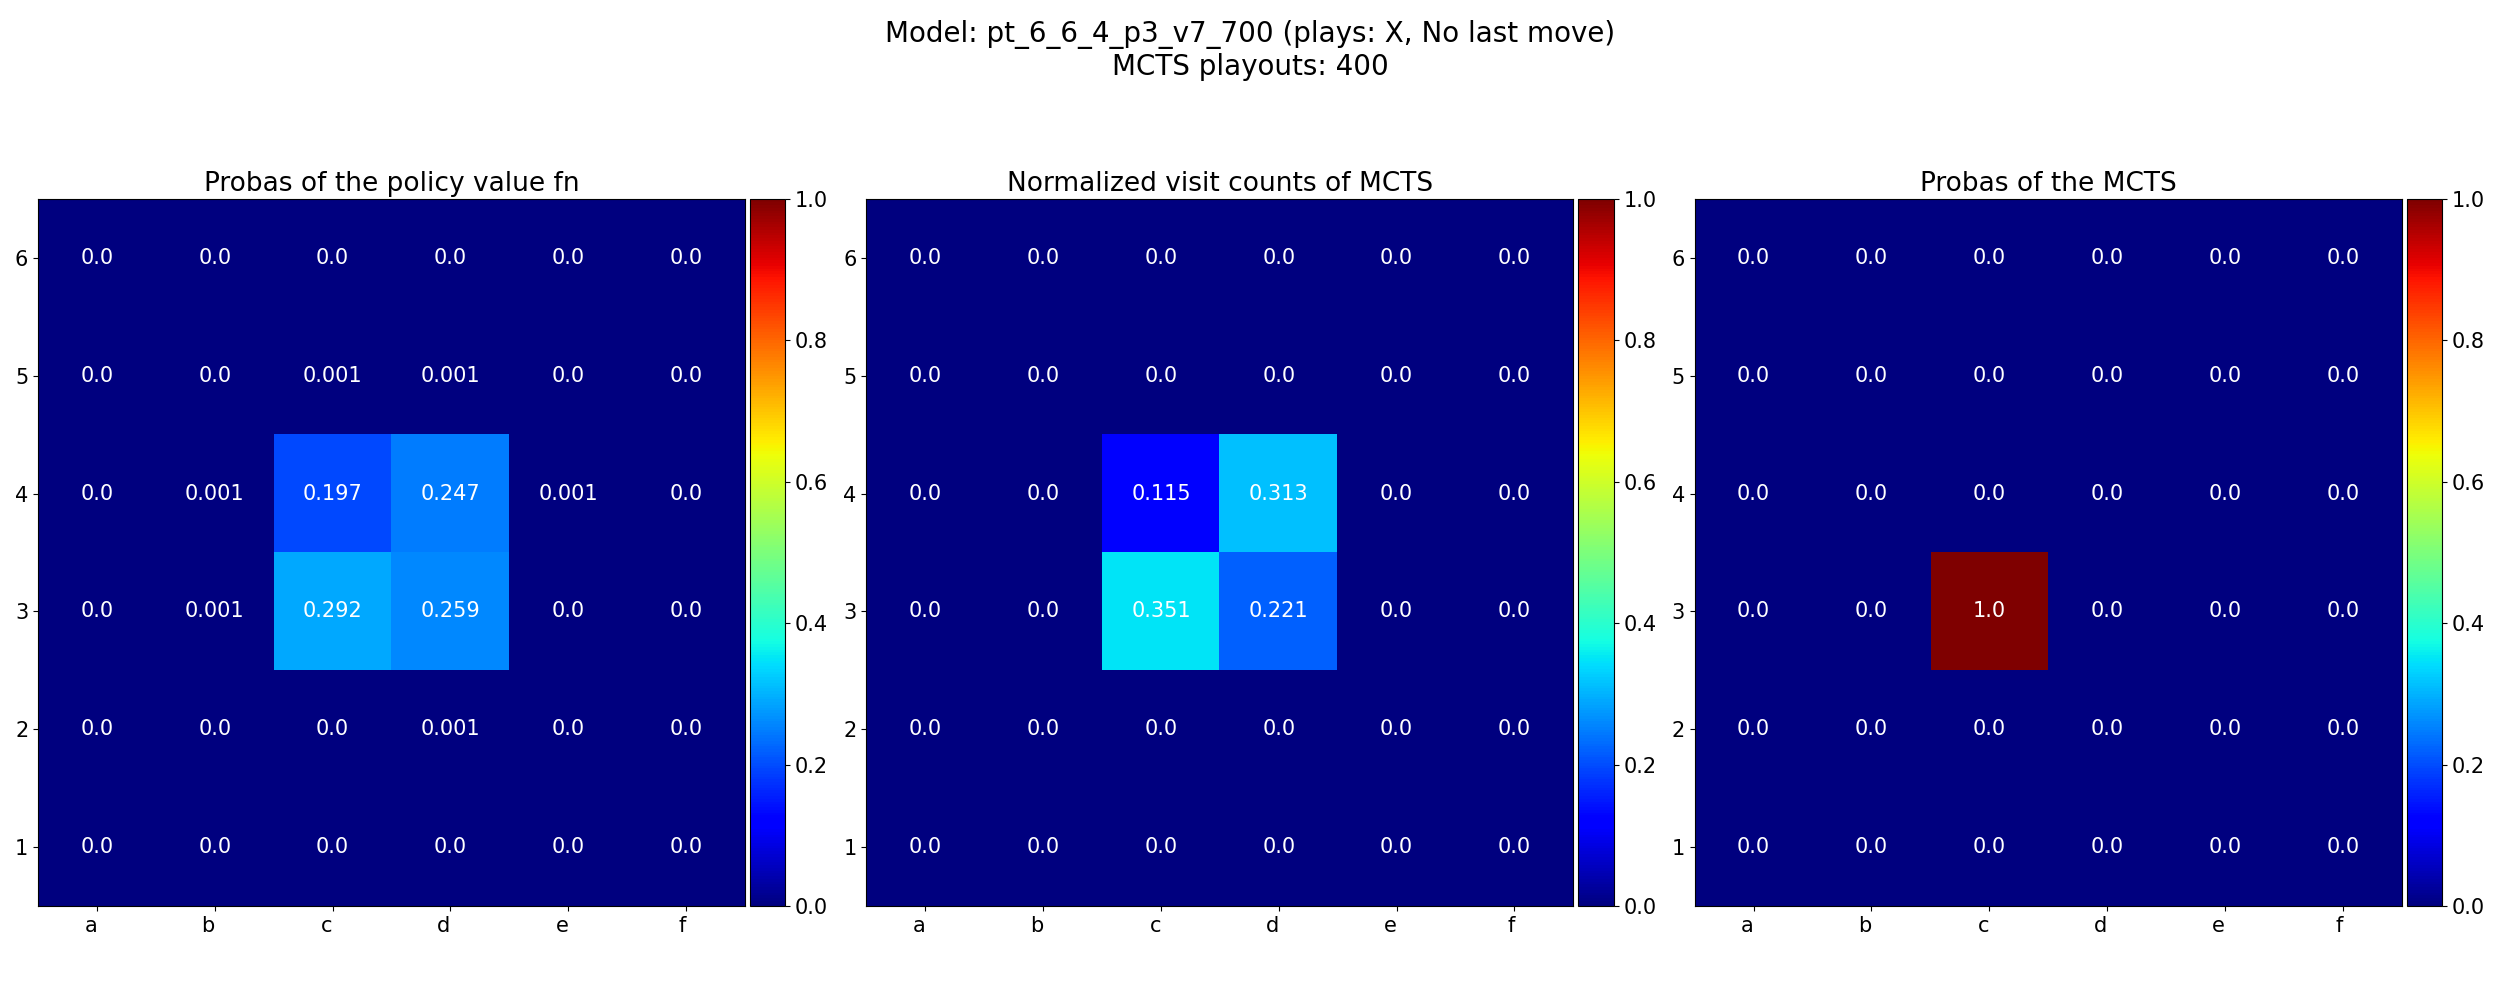 Model: pt_6_6_4_p3_v7_700 (plays: X, No last move)
MCTS playouts: 400
Probas of the policy value fn
6 0.0 0.0 0.0 0.0 0.0 0.0
5 0.0 0.0 0.001 0.001 0.0 0.0
4 0.0 0.001 0.197 0.247 0.001 0.0
3 0.0 0.001 0.292 0.259 0.0 0.0
2 0.0 0.0 0.0 0.001 0.0 0.0
1 0.0 0.0 0.0 0.0 0.0 0.0
a b c d e f
1.0
0.8
0.6
0.4
0.2
0.0
Normalized visit counts of MCTS
6 0.0 0.0 0.0 0.0 0.0 0.0
5 0.0 0.0 0.0 0.0 0.0 0.0
4 0.0 0.0 0.115 0.313 0.0 0.0
3 0.0 0.0 0.351 0.221 0.0 0.0
2 0.0 0.0 0.0 0.0 0.0 0.0
1 0.0 0.0 0.0 0.0 0.0 0.0
a b c d e f
1.0
0.8
0.6
0.4
0.2
0.0
Probas of the MCTS
6 0.0 0.0 0.0 0.0 0.0 0.0
5 0.0 0.0 0.0 0.0 0.0 0.0
4 0.0 0.0 0.0 0.0 0.0 0.0
3 0.0 0.0 1.0 0.0 0.0 0.0
2 0.0 0.0 0.0 0.0 0.0 0.0
1 0.0 0.0 0.0 0.0 0.0 0.0
a b c d e f
1.0
0.8
0.6
0.4
0.2
0.0